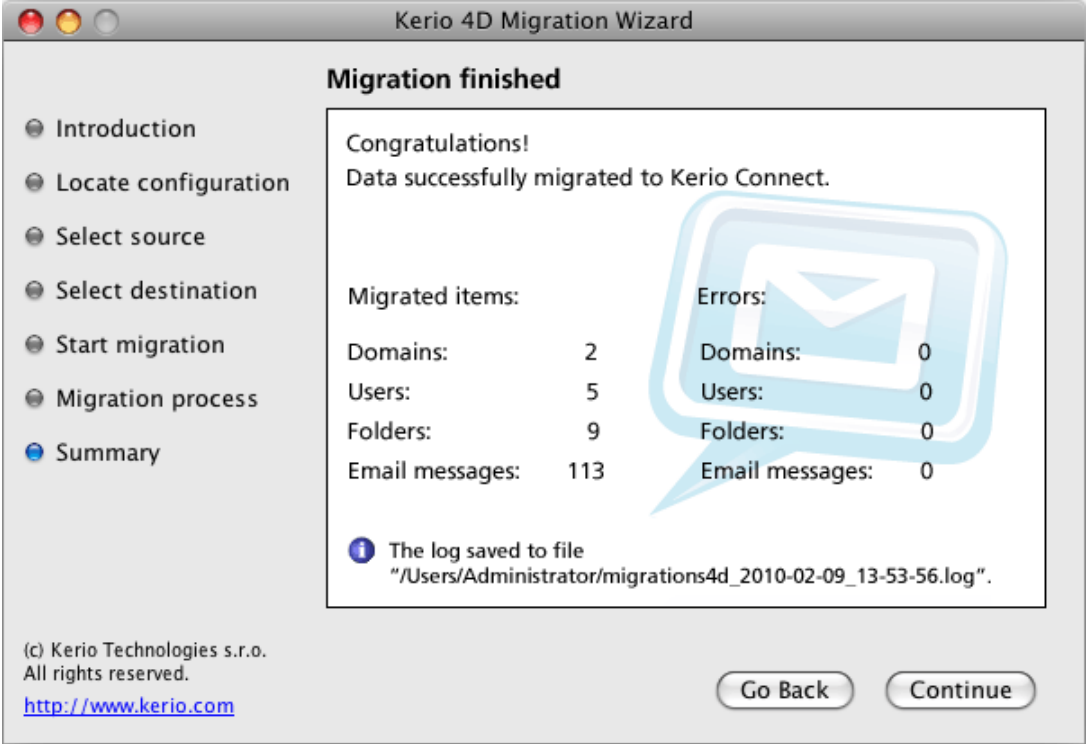 Kerio 4D Migration Wizard
Migration finished
Introduction
Locate configuration
Select source
Select destination
Start migration
Migration process
Summary
Congratulations!
Data successfully migrated to Kerio Connect.
Migrated items: Errors:
Domains: 2 Domains: 0
Users: 5 Users: 0
Folders: 9 Folders: 0
Email messages: 113 Email messages: 0
The log saved to file
"/Users/Administrator/migrations4d_2010-02-09_13-53-56.log".
(c) Kerio Technologies s.r.o.
All rights reserved.
http://www.kerio.com
Go Back Continue